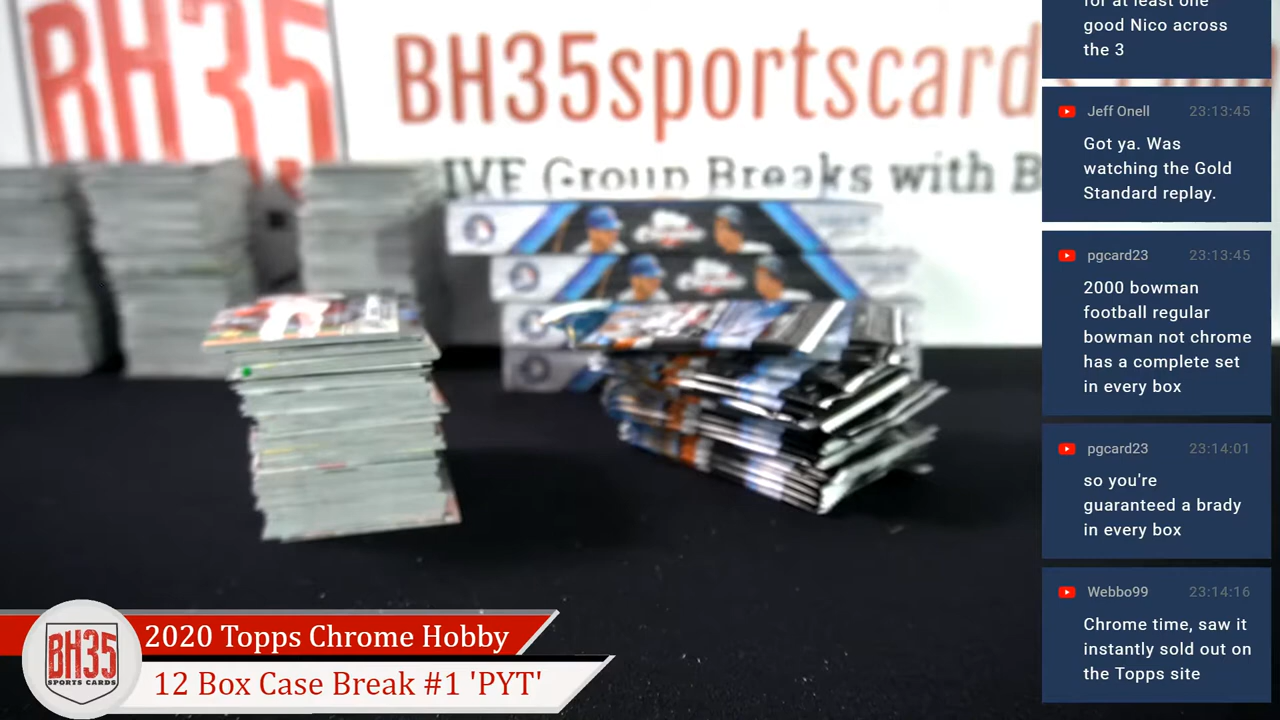 BH35
BH35sportscard
LIVE Group Breaks with B
for at least one
good Nico across
the 3
Jeff Onell 23:13:45
Got ya. Was
watching the Gold
Standard replay.
pgcard23 23:13:45
2000 bowman
football regular
bowman not chrome
has a complete set
in every box
pgcard23 23:14:01
so you're
guaranteed a brady
in every box
Webbo99 23:14:16
Chrome time, saw it
instantly sold out on
the Topps site
BH35
SPORTS CARDS
2020 Topps Chrome Hobby
12 Box Case Break #1 'PYT'